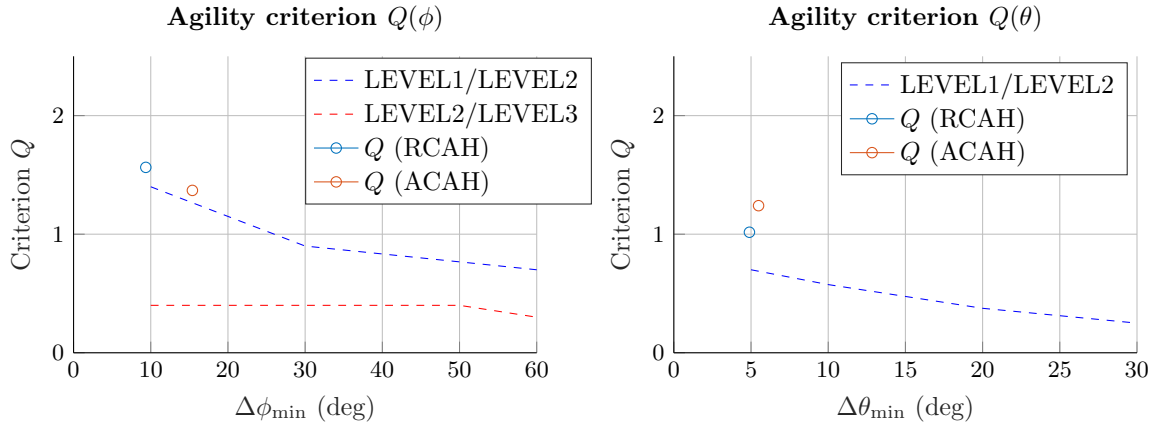 Agility criterion Q(ϕ)
LEVEL1/LEVEL2
LEVEL2/LEVEL3
Q (RCAH)
Q (ACAH)
2
1
0
Criterion Q
0 10 20 30 40 50 60
Δϕmin (deg)
Agility criterion Q(θ)
LEVEL1/LEVEL2
Q (RCAH)
Q (ACAH)
2
1
0
Criterion Q
0 5 10 15 20 25 30
Δθmin (deg)